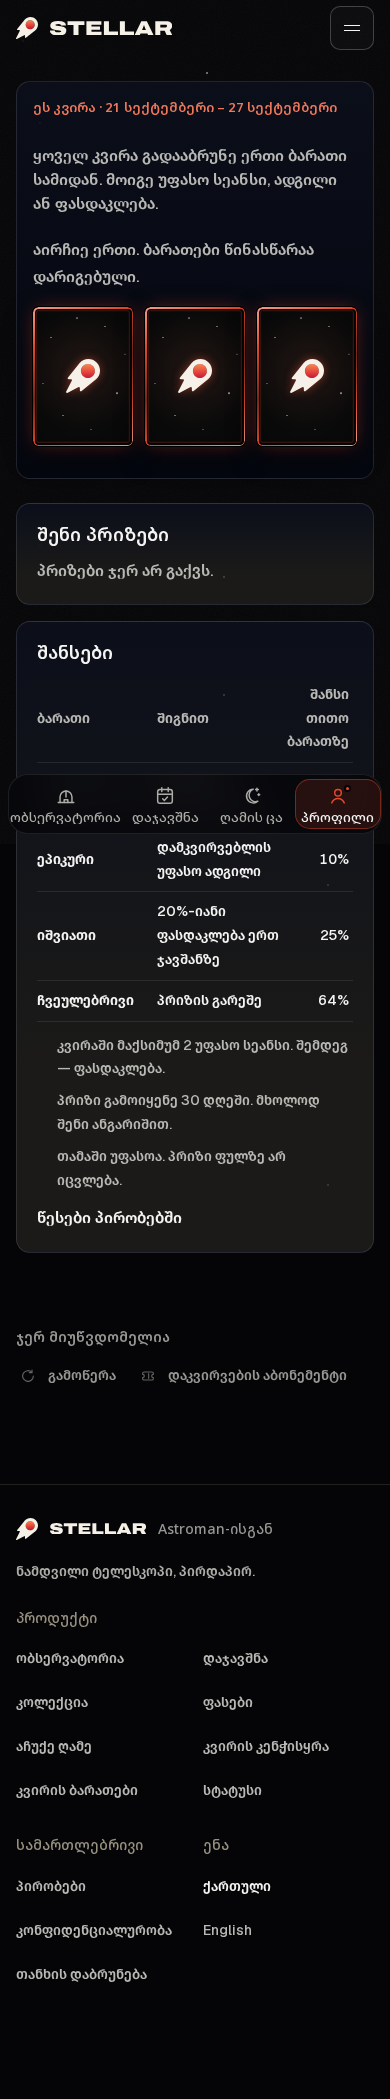 STELLAR
ეს კვირა · 21 სექტემბერი – 27 სექტემბერი
ყოველ კვირა გადააბრუნე ერთი ბარათი
სამიდან. მოიგე უფასო სეანსი, ადგილი
ან ფასდაკლება.
აირჩიე ერთი. ბარათები წინასწარაა
დარიგებული.
შენი პრიზები
პრიზები ჯერ არ გაქვს.
შანსები
ბარათი შიგნით შანსი
თითო
ბარათზე
ობსერვატორია დაჯავშნა ღამის ცა პროფილი
ეპიკური დამკვირვებლის
უფასო ადგილი 10%
იშვიათი 20%-იანი
ფასდაკლება ერთ
ჯავშანზე 25%
ჩვეულებრივი პრიზის გარეშე 64%
კვირაში მაქსიმუმ 2 უფასო სეანსი. შემდეგ
— ფასდაკლება.
პრიზი გამოიყენე 30 დღეში. მხოლოდ
შენი ანგარიშით.
თამაში უფასოა. პრიზი ფულზე არ
იცვლება.
წესები პირობებში
ჯერ მიუწვდომელია
გამოწერა დაკვირვების აბონემენტი
STELLAR Astroman-ისგან
ნამდვილი ტელესკოპი, პირდაპირ.
პროდუქტი
ობსერვატორია დაჯავშნა
კოლექცია ფასები
აჩუქე ღამე კვირის კენჭისყრა
კვირის ბარათები სტატუსი
სამართლებრივი ენა
პირობები ქართული
კონფიდენციალურობა English
თანხის დაბრუნება